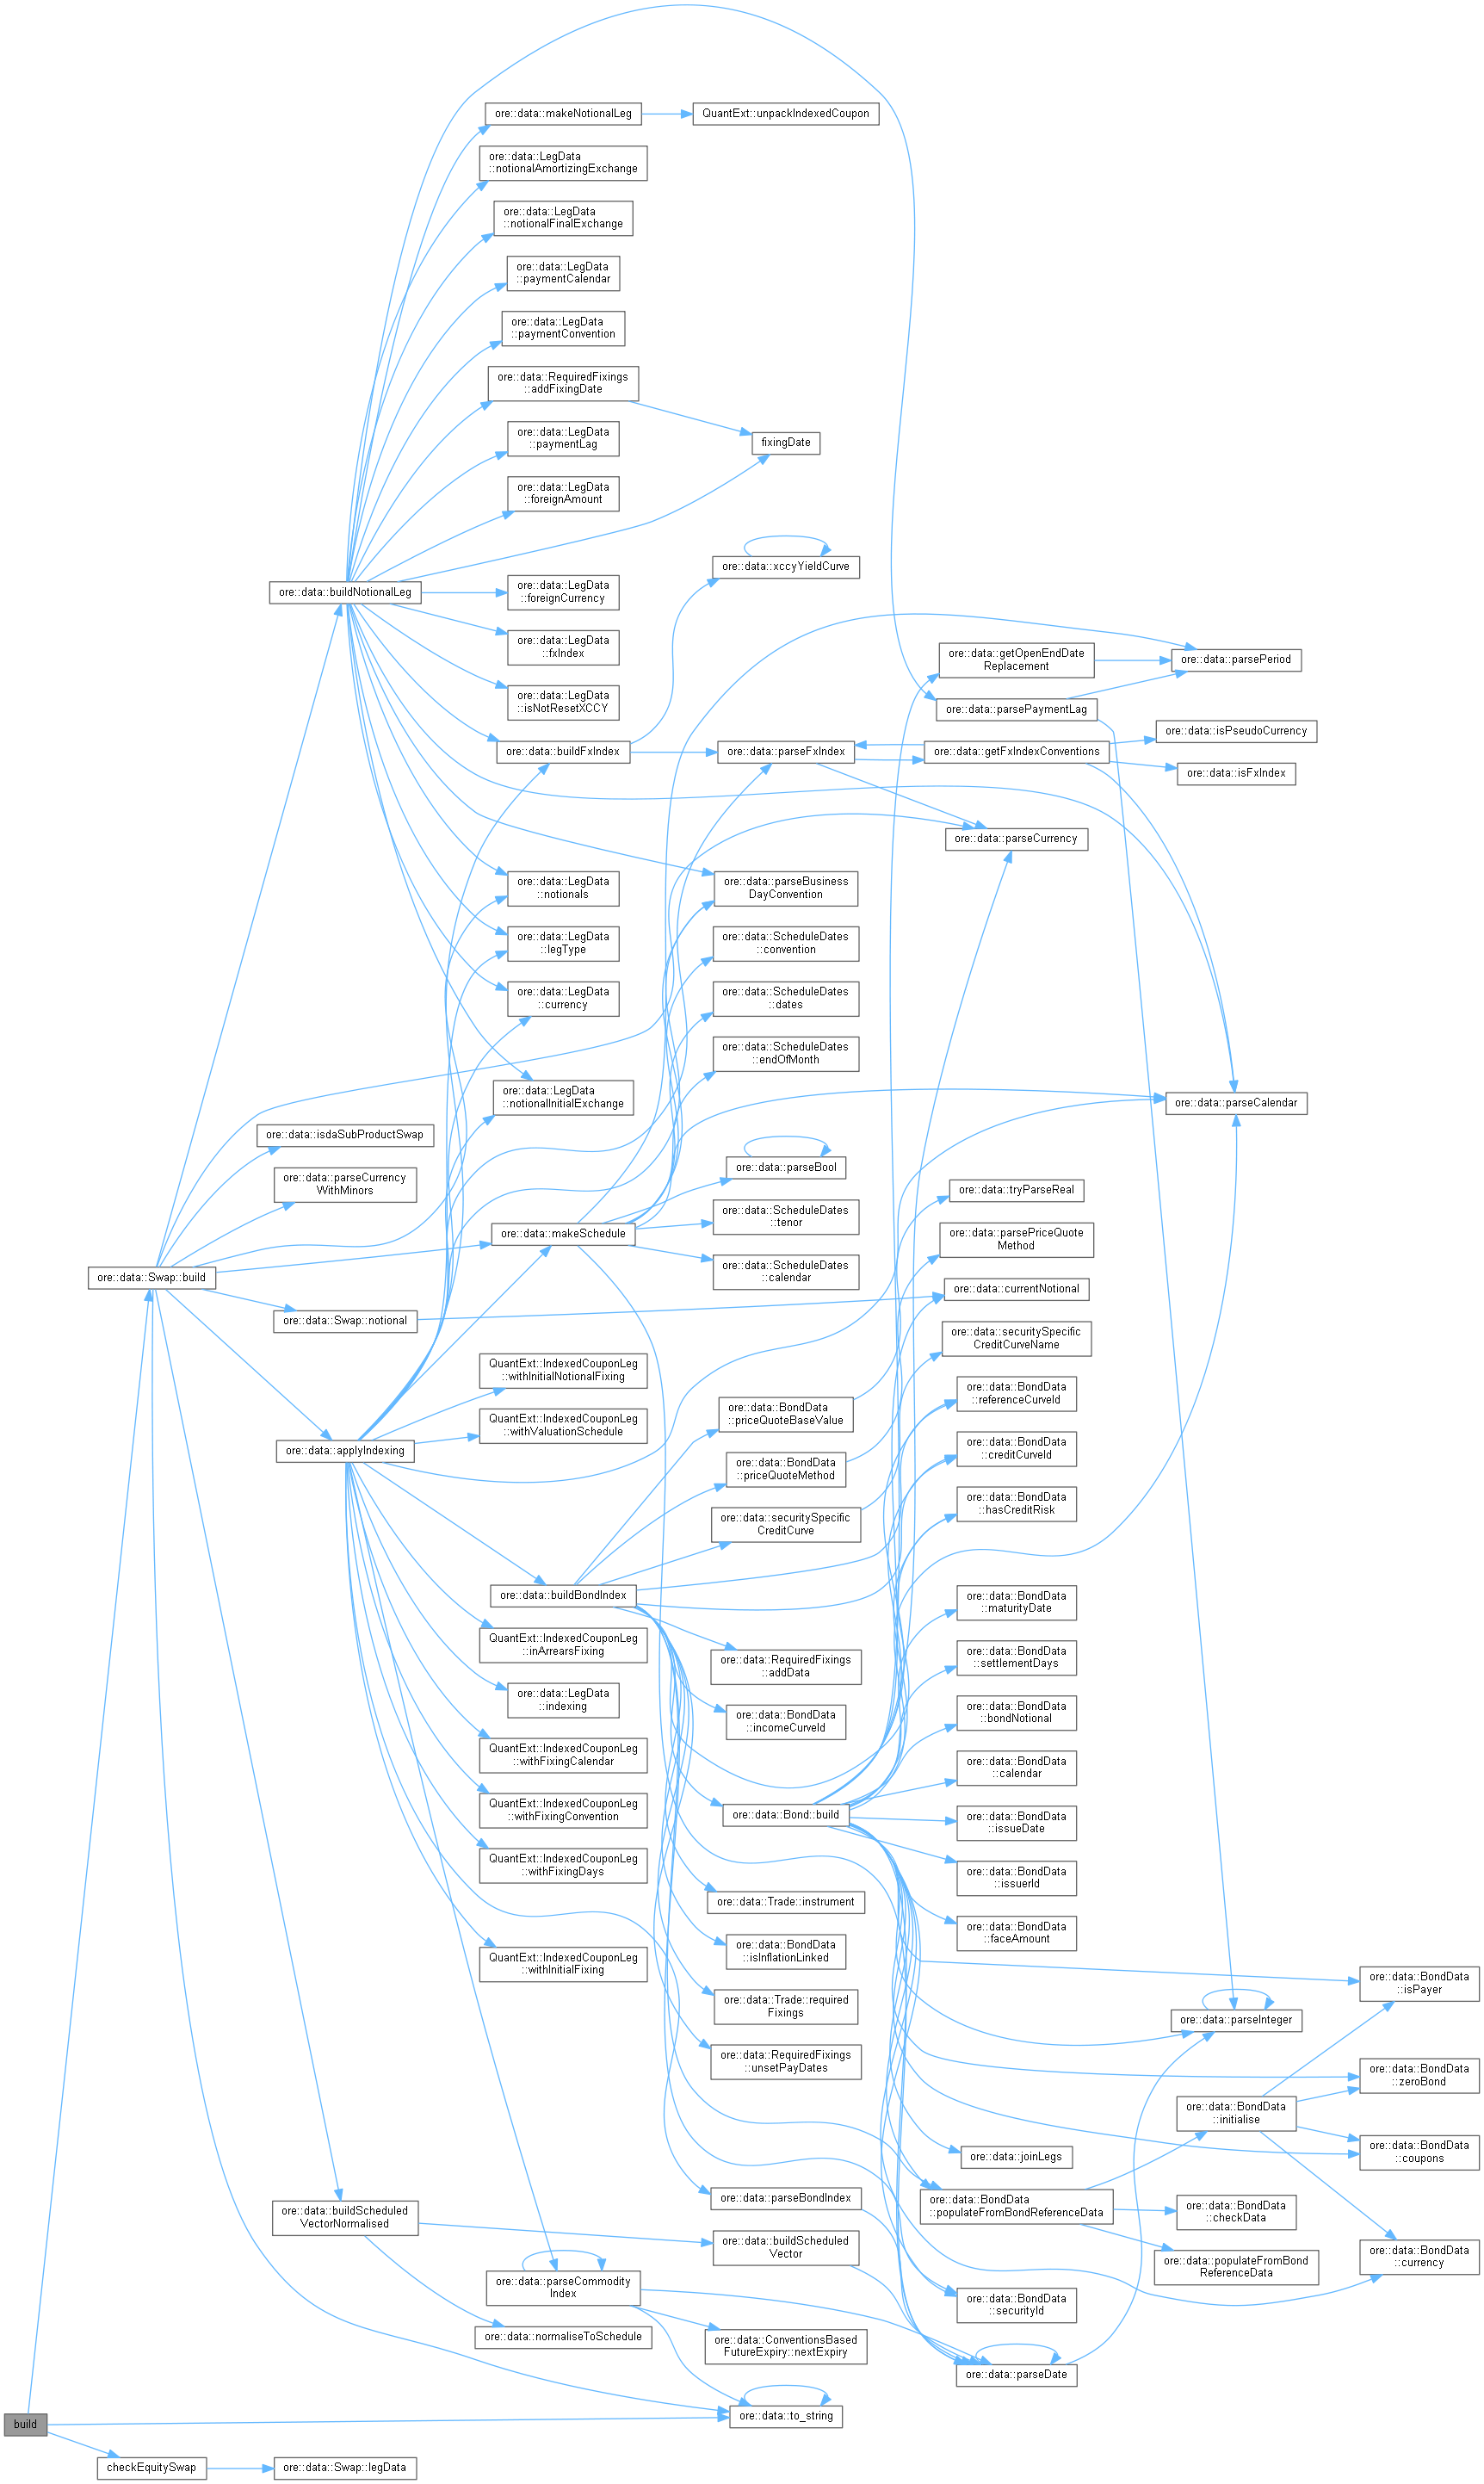 ore::data::makeNotionalLeg
QuantExt::unpackIndexedCoupon
ore::data::LegData
::notionalAmortizingExchange
ore::data::LegData
::notionalFinalExchange
ore::data::LegData
::paymentCalendar
ore::data::LegData
::paymentConvention
ore::data::RequiredFixings
::addFixingDate
ore::data::LegData
::paymentLag
fixingDate
ore::data::LegData
::foreignAmount
ore::data::xccyYieldCurve
ore::data::buildNotionalLeg
ore::data::LegData
::foreignCurrency
ore::data::LegData
::fxIndex
ore::data::getOpenEndDate
Replacement
ore::data::parsePeriod
ore::data::LegData
::isNotResetXCCY
ore::data::parsePaymentLag
ore::data::isPseudoCurrency
ore::data::buildFxIndex
ore::data::parseFxIndex
ore::data::getFxIndexConventions
ore::data::isFxIndex
ore::data::parseCurrency
ore::data::LegData
::notionals
ore::data::parseBusiness
DayConvention
ore::data::LegData
::legType
ore::data::ScheduleDates
::convention
ore::data::LegData
::currency
ore::data::ScheduleDates
::dates
ore::data::ScheduleDates
::endOfMonth
ore::data::LegData
::notionalInitialExchange
ore::data::parseCalendar
ore::data::isdaSubProductSwap
ore::data::parseBool
ore::data::parseCurrency
WithMinors
ore::data::tryParseReal
ore::data::ScheduleDates
::tenor
ore::data::makeSchedule
ore::data::parsePriceQuote
Method
ore::data::ScheduleDates
::calendar
ore::data::Swap::build
ore::data::currentNotional
ore::data::Swap::notional
ore::data::securitySpecific
CreditCurveName
QuantExt::IndexedCouponLeg
::withInitialNotionalFixing
ore::data::BondData
::referenceCurveId
ore::data::BondData
::priceQuoteBaseValue
QuantExt::IndexedCouponLeg
::withValuationSchedule
ore::data::applyIndexing
ore::data::BondData
::creditCurveId
ore::data::BondData
::priceQuoteMethod
ore::data::BondData
::hasCreditRisk
ore::data::securitySpecific
CreditCurve
ore::data::buildBondIndex
ore::data::BondData
::maturityDate
QuantExt::IndexedCouponLeg
::inArrearsFixing
ore::data::RequiredFixings
::addData
ore::data::BondData
::settlementDays
ore::data::LegData
::indexing
ore::data::BondData
::incomeCurveId
ore::data::BondData
::bondNotional
QuantExt::IndexedCouponLeg
::withFixingCalendar
ore::data::BondData
::calendar
QuantExt::IndexedCouponLeg
::withFixingConvention
ore::data::Bond::build
ore::data::BondData
::issueDate
QuantExt::IndexedCouponLeg
::withFixingDays
ore::data::BondData
::issuerId
ore::data::Trade::instrument
ore::data::BondData
::faceAmount
QuantExt::IndexedCouponLeg
::withInitialFixing
ore::data::BondData
::isInflationLinked
ore::data::BondData
::isPayer
ore::data::Trade::required
Fixings
ore::data::parseInteger
ore::data::RequiredFixings
::unsetPayDates
ore::data::BondData
::zeroBond
ore::data::BondData
::initialise
ore::data::joinLegs
ore::data::BondData
::coupons
ore::data::parseBondIndex
ore::data::BondData
::populateFromBondReferenceData
ore::data::BondData
::checkData
ore::data::buildScheduled
VectorNormalised
ore::data::buildScheduled
Vector
ore::data::populateFromBond
ReferenceData
ore::data::BondData
::currency
ore::data::parseCommodity
Index
ore::data::BondData
::securityId
ore::data::normaliseToSchedule
ore::data::ConventionsBased
FutureExpiry::nextExpiry
ore::data::parseDate
build
ore::data::to_string
checkEquitySwap
ore::data::Swap::legData